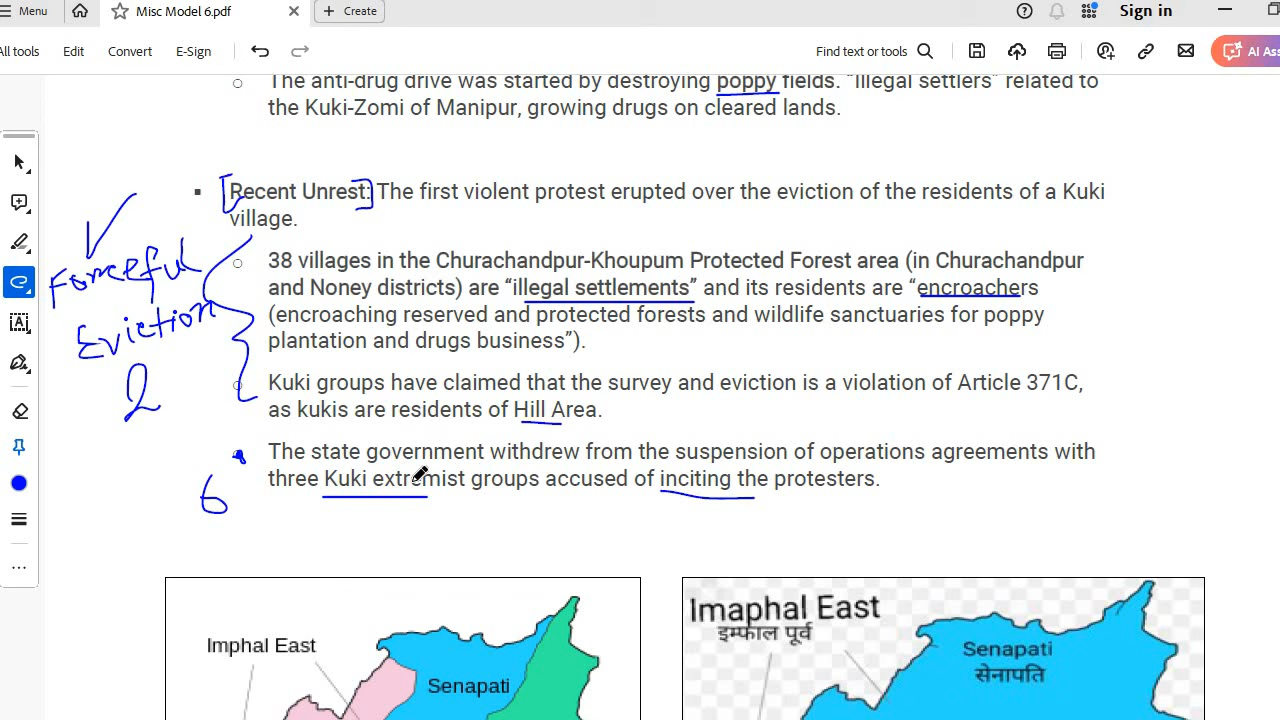 Menu
Misc Model 6.pdf
Create
Sign in
All tools
Edit
Convert
E-Sign
Find text or tools
AI Ass
The anti-drug drive was started by destroying poppy fields. "Illegal settlers" related to
the Kuki-Zomi of Manipur, growing drugs on cleared lands.
Recent Unrest: The first violent protest erupted over the eviction of the residents of a Kuki
village.
Forceful
Eviction
2
38 villages in the Churachandpur-Khoupum Protected Forest area (in Churachandpur
and Noney districts) are "illegal settlements" and its residents are "encroachers
(encroaching reserved and protected forests and wildlife sanctuaries for poppy
plantation and drugs business").
Kuki groups have claimed that the survey and eviction is a violation of Article 371C,
as kukis are residents of Hill Area.
The state government withdrew from the suspension of operations agreements with
three Kuki extremist groups accused of inciting the protesters.
6
Imphal East
Senapati
Imaphal East
इम्फाल पूर्व
Senapati
सेनापति